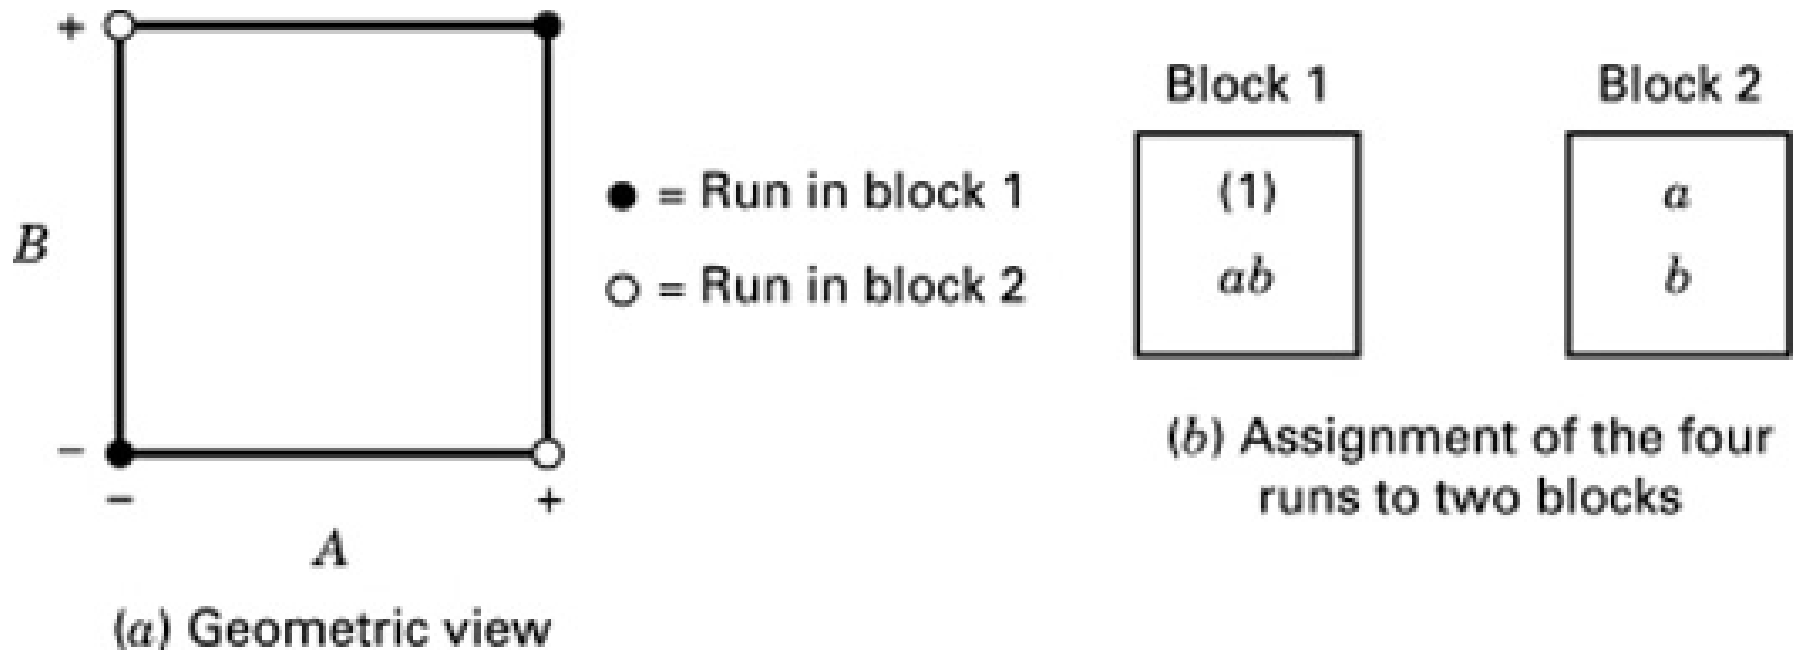 +
B
−
−
+
A
(a) Geometric view
● = Run in block 1
○ = Run in block 2
Block 1
(1)
ab
Block 2
a
b
(b) Assignment of the four
runs to two blocks